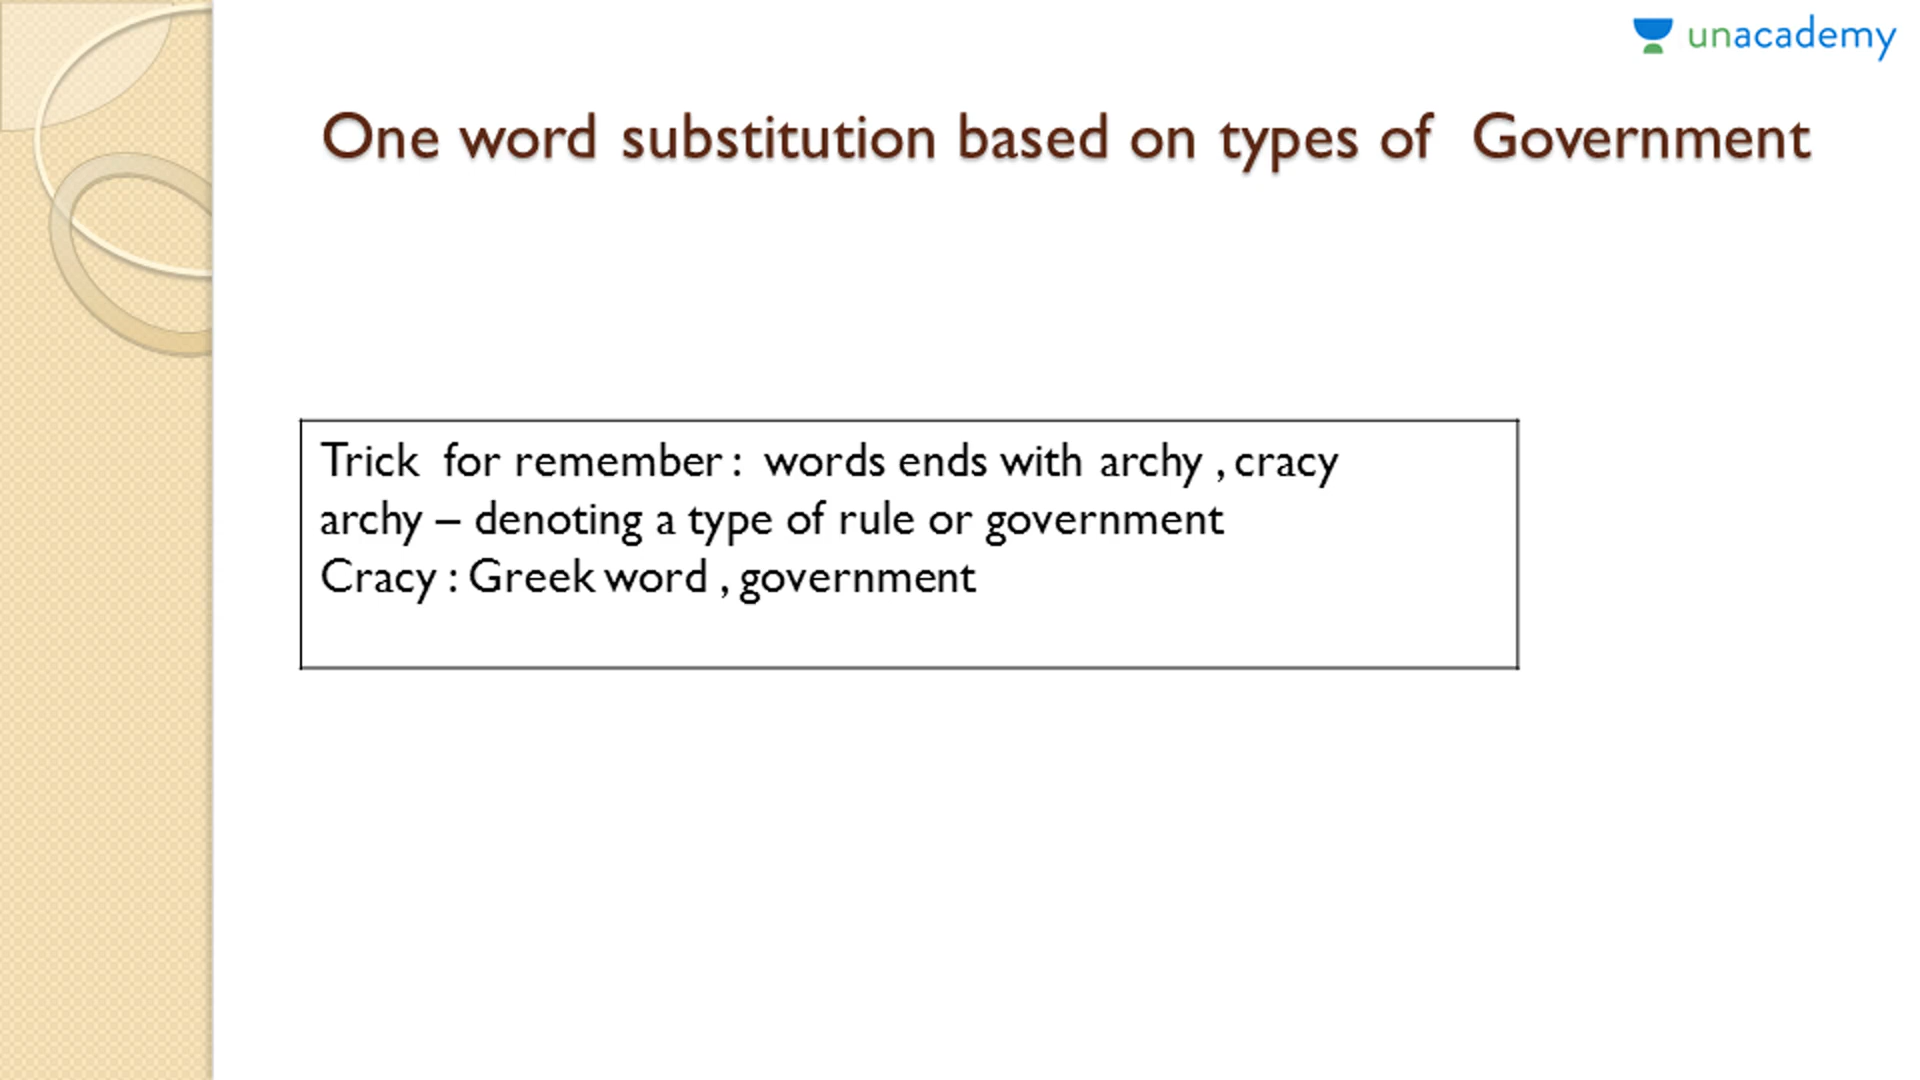 unacademy
One word substitution based on types of Government
Trick for remember : words ends with archy , cracy
archy – denoting a type of rule or government
Cracy : Greek word , government